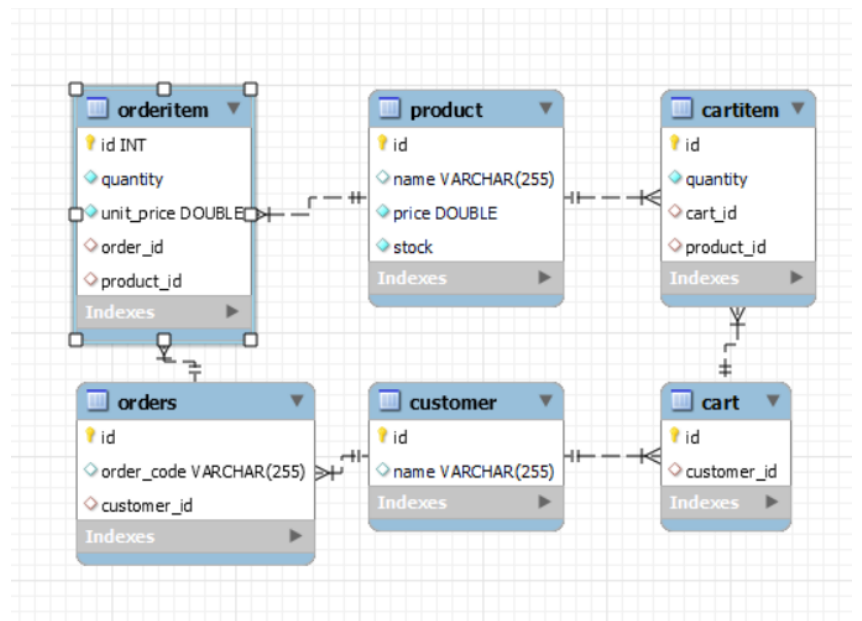 orderitem
id INT
quantity
unit_price DOUBLE
order_id
product_id
Indexes
product
id
name VARCHAR(255)
price DOUBLE
stock
Indexes
cartitem
id
quantity
cart_id
product_id
Indexes
orders
id
order_code VARCHAR(255)
customer_id
Indexes
customer
id
name VARCHAR(255)
Indexes
cart
id
customer_id
Indexes